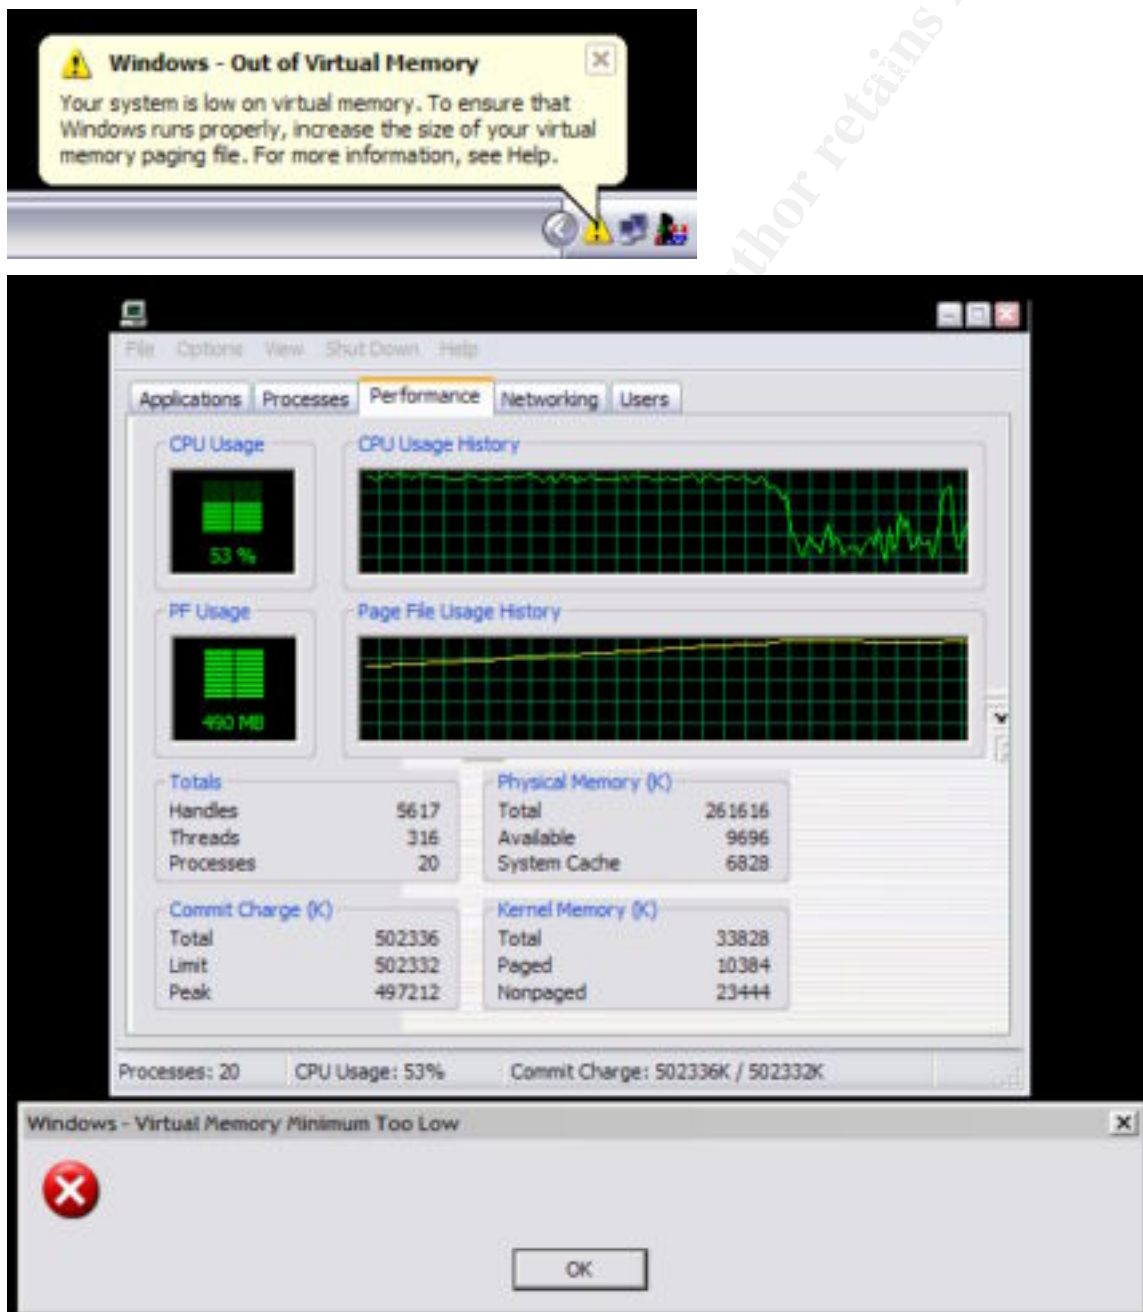 Windows - Out of Virtual Memory
Your system is low on virtual memory. To ensure that
Windows runs properly, increase the size of your virtual
memory paging file. For more information, see Help.
File Options View Shut Down Help
Applications Processes Performance Networking Users
CPU Usage CPU Usage History
53 %
PF Usage Page File Usage History
490 MB
Totals
Handles 5617
Threads 316
Processes 20
Physical Memory (K)
Total 261616
Available 9696
System Cache 6828
Commit Charge (K)
Total 502336
Limit 502332
Peak 497212
Kernel Memory (K)
Total 33828
Paged 10384
Nonpaged 23444
Processes: 20 CPU Usage: 53% Commit Charge: 502336K / 502332K
Windows - Virtual Memory Minimum Too Low
OK
retains